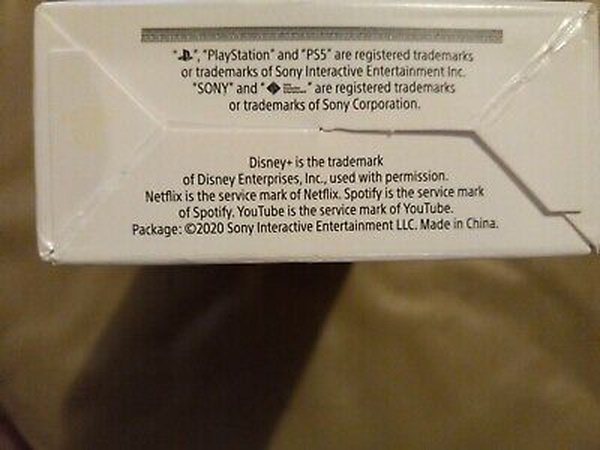 " ", "PlayStation" and "PS5" are registered trademarks
or trademarks of Sony Interactive Entertainment Inc.
"SONY" and " " are registered trademarks
or trademarks of Sony Corporation.
Disney+ is the trademark
of Disney Enterprises, Inc., used with permission.
Netflix is the service mark of Netflix. Spotify is the service mark
of Spotify. YouTube is the service mark of YouTube.
Package: ©2020 Sony Interactive Entertainment LLC. Made in China.